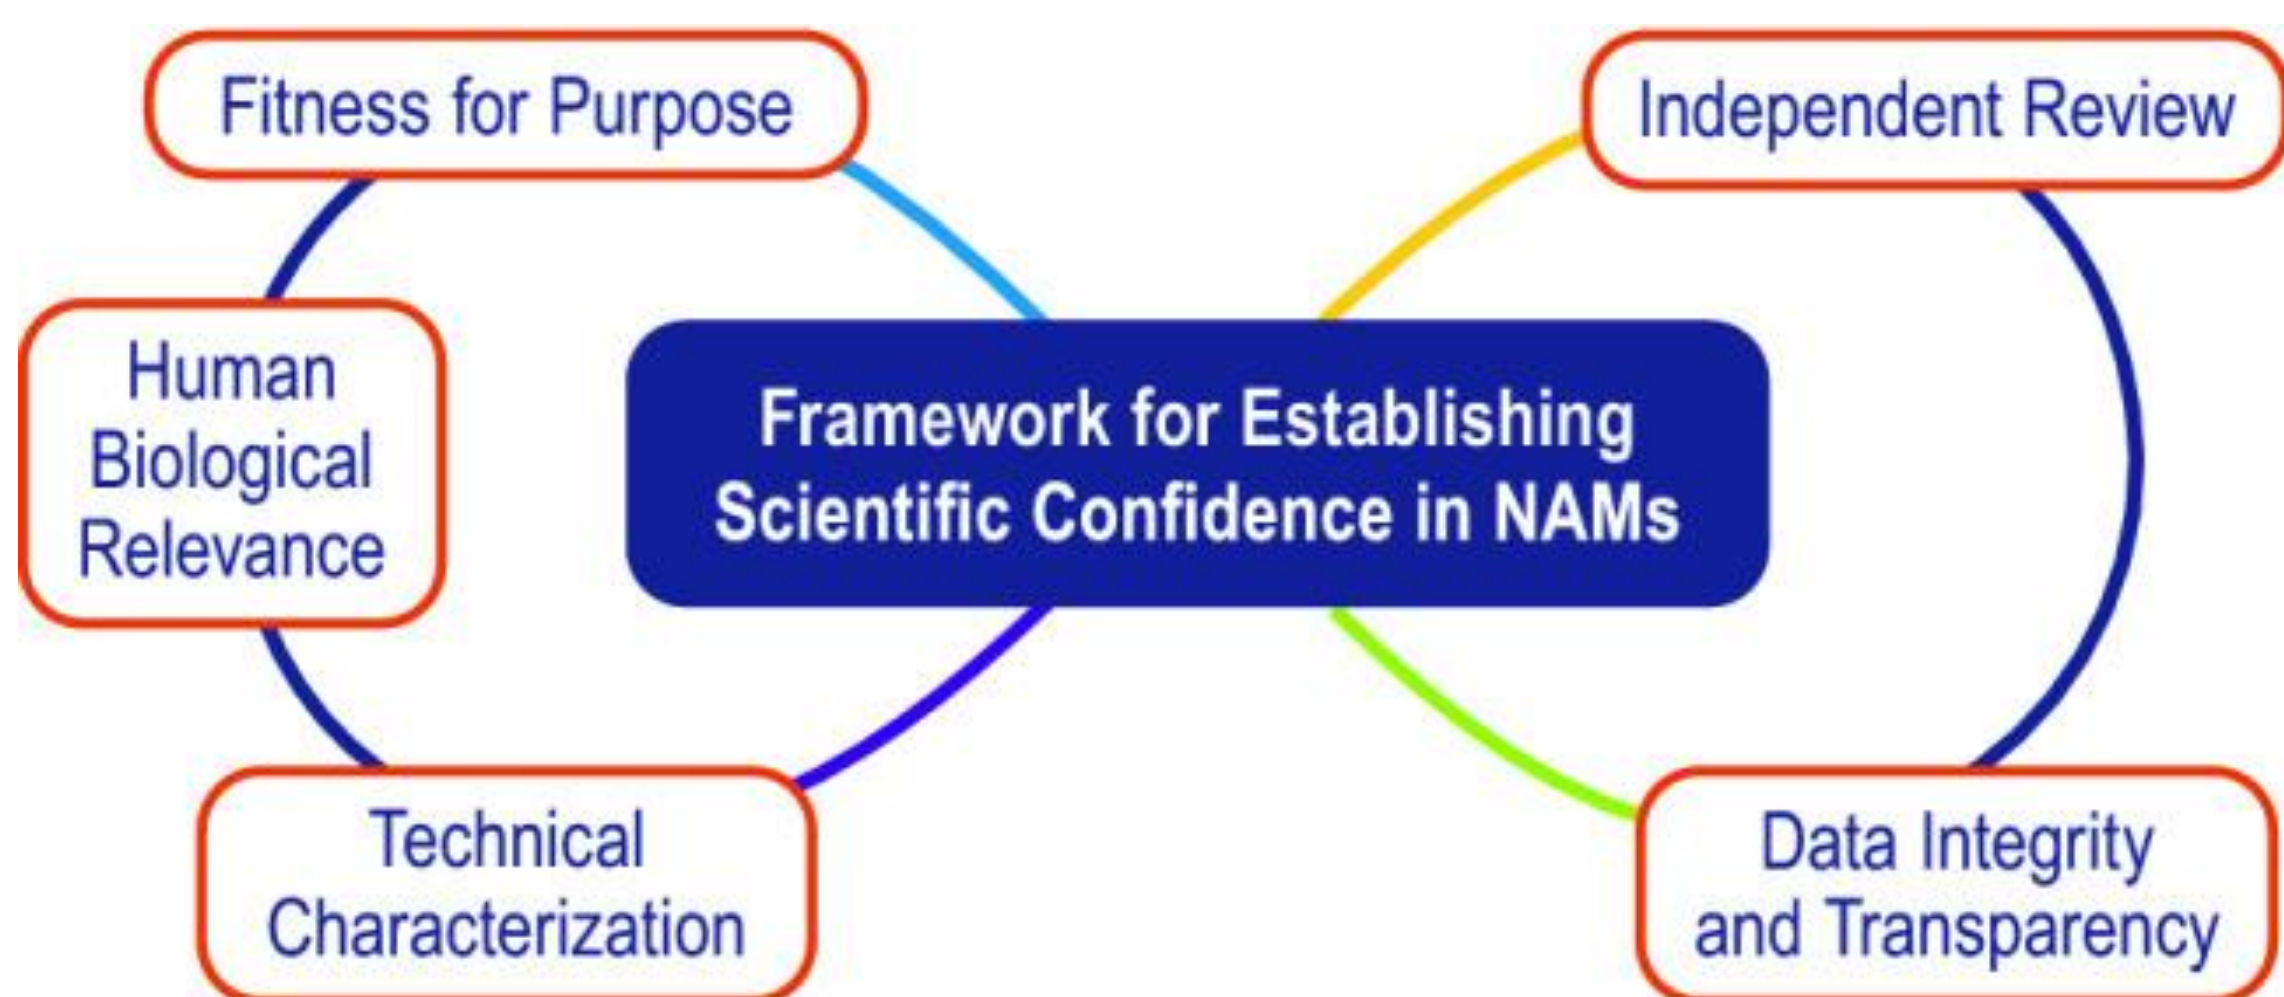 Fitness for Purpose
Independent Review
Human
Biological
Relevance
Framework for Establishing
Scientific Confidence in NAMs
Technical
Characterization
Data Integrity
and Transparency